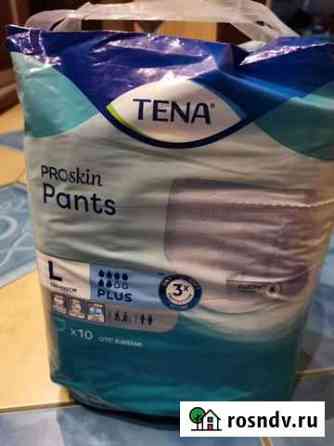 TENA
PROskin
Pants
L
PLUS
3x
x10
rosndv.ru